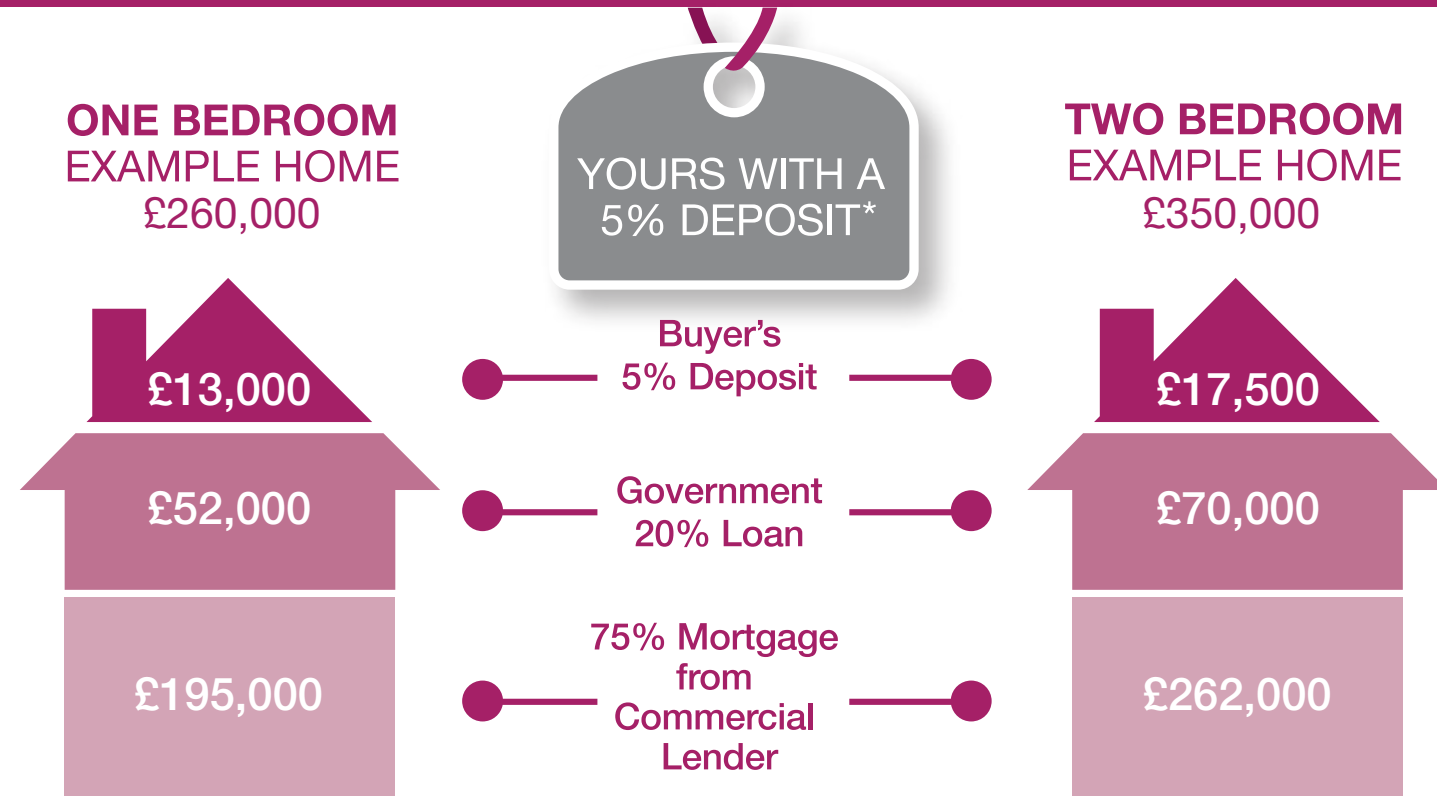 ONE BEDROOM
EXAMPLE HOME
£260,000
YOURS WITH A
5% DEPOSIT*
TWO BEDROOM
EXAMPLE HOME
£350,000
£13,000
Buyer's
5% Deposit
£17,500
£52,000
Government
20% Loan
£70,000
£195,000
75% Mortgage
from
Commercial
Lender
£262,000